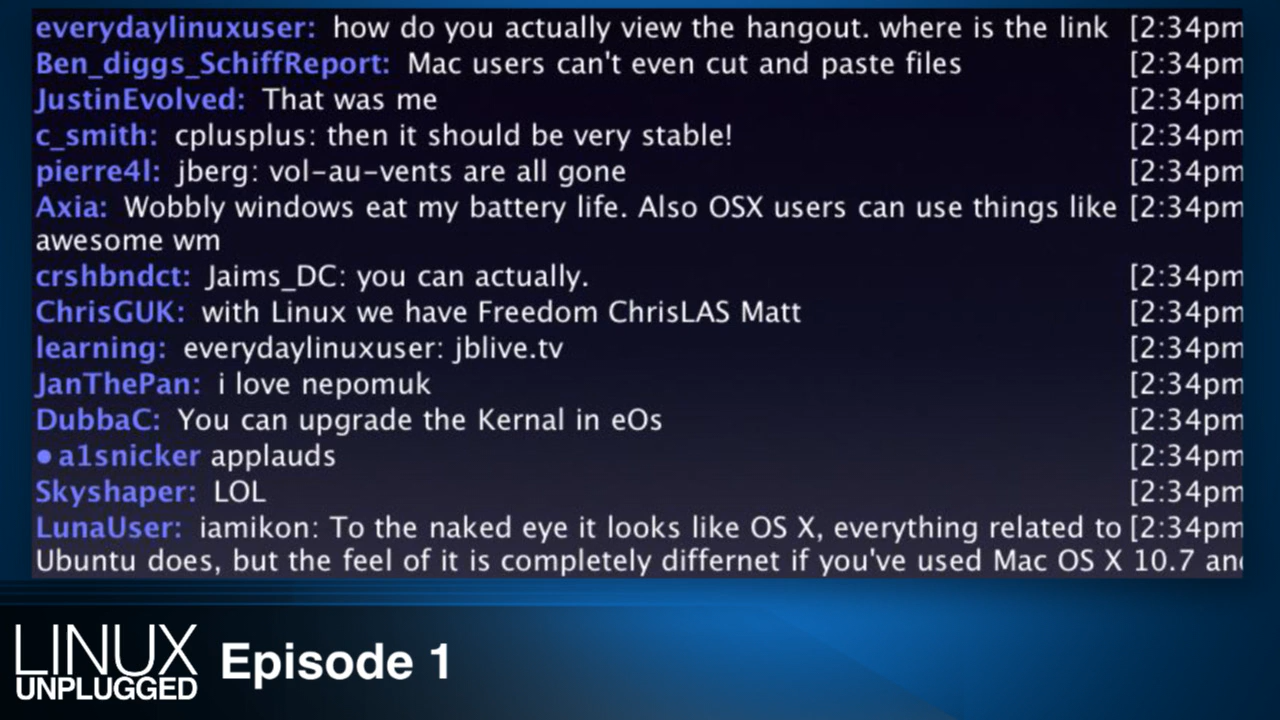 everydaylinuxuser: how do you actually view the hangout. where is the link [2:34pm
Ben_diggs_SchiffReport: Mac users can't even cut and paste files [2:34pm
JustinEvolved: That was me [2:34pm
c_smith: cplusplus: then it should be very stable! [2:34pm
pierre4l: jberg: vol-au-vents are all gone [2:34pm
Axia: Wobbly windows eat my battery life. Also OSX users can use things like [2:34pm
awesome wm
crshbndct: Jaims_DC: you can actually. [2:34pm
ChrisGUK: with Linux we have Freedom ChrisLAS Matt [2:34pm
learning: everydaylinuxuser: jblive.tv [2:34pm
JanThePan: i love nepomuk [2:34pm
DubbaC: You can upgrade the Kernal in eOs [2:34pm
• a1snicker applauds [2:34pm
Skyshaper: LOL [2:34pm
LunaUser: iamikon: To the naked eye it looks like OS X, everything related to [2:34pm
Ubuntu does, but the feel of it is completely differnet if you've used Mac OS X 10.7 and
LINUX
UNPLUGGED
Episode 1